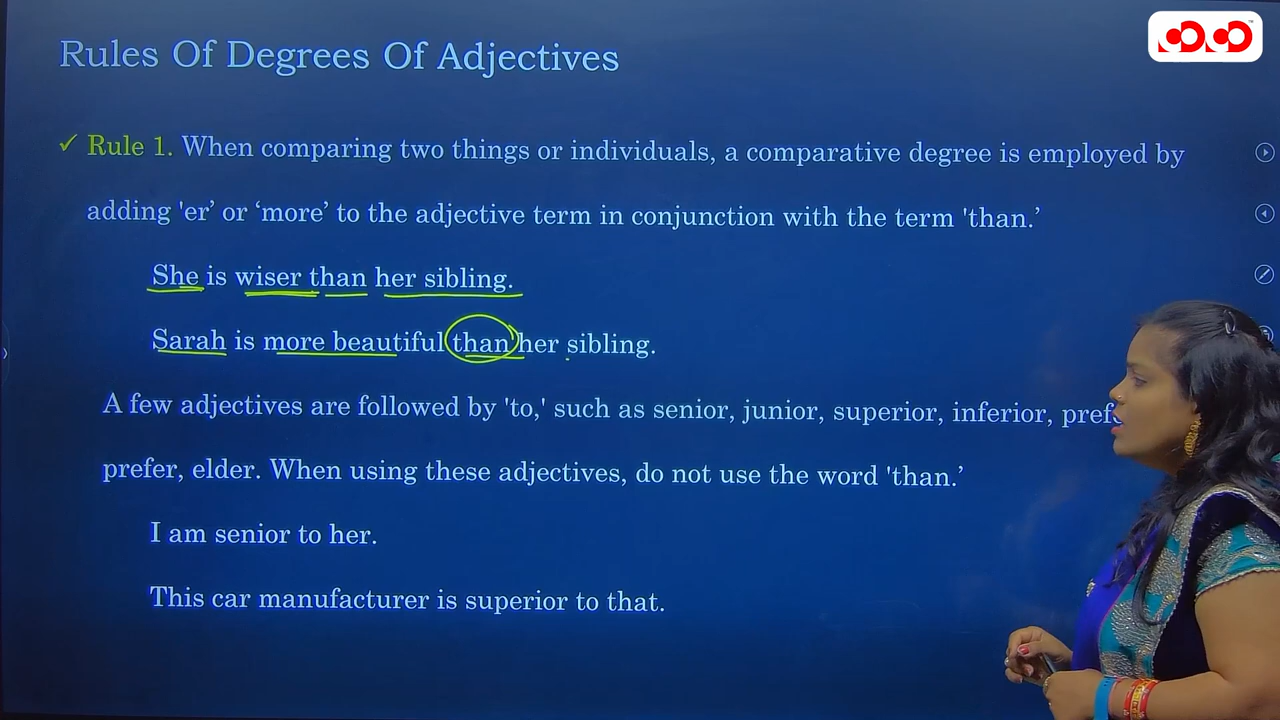 Rules Of Degrees Of Adjectives
✓ Rule 1. When comparing two things or individuals, a comparative degree is employed by
adding 'er' or ‘more’ to the adjective term in conjunction with the term 'than.’
She is wiser than her sibling.
Sarah is more beautiful than her sibling.
A few adjectives are followed by 'to,' such as senior, junior, superior, inferior,
prefer, elder. When using these adjectives, do not use the word 'than.’
I am senior to her.
This car manufacturer is superior to that.